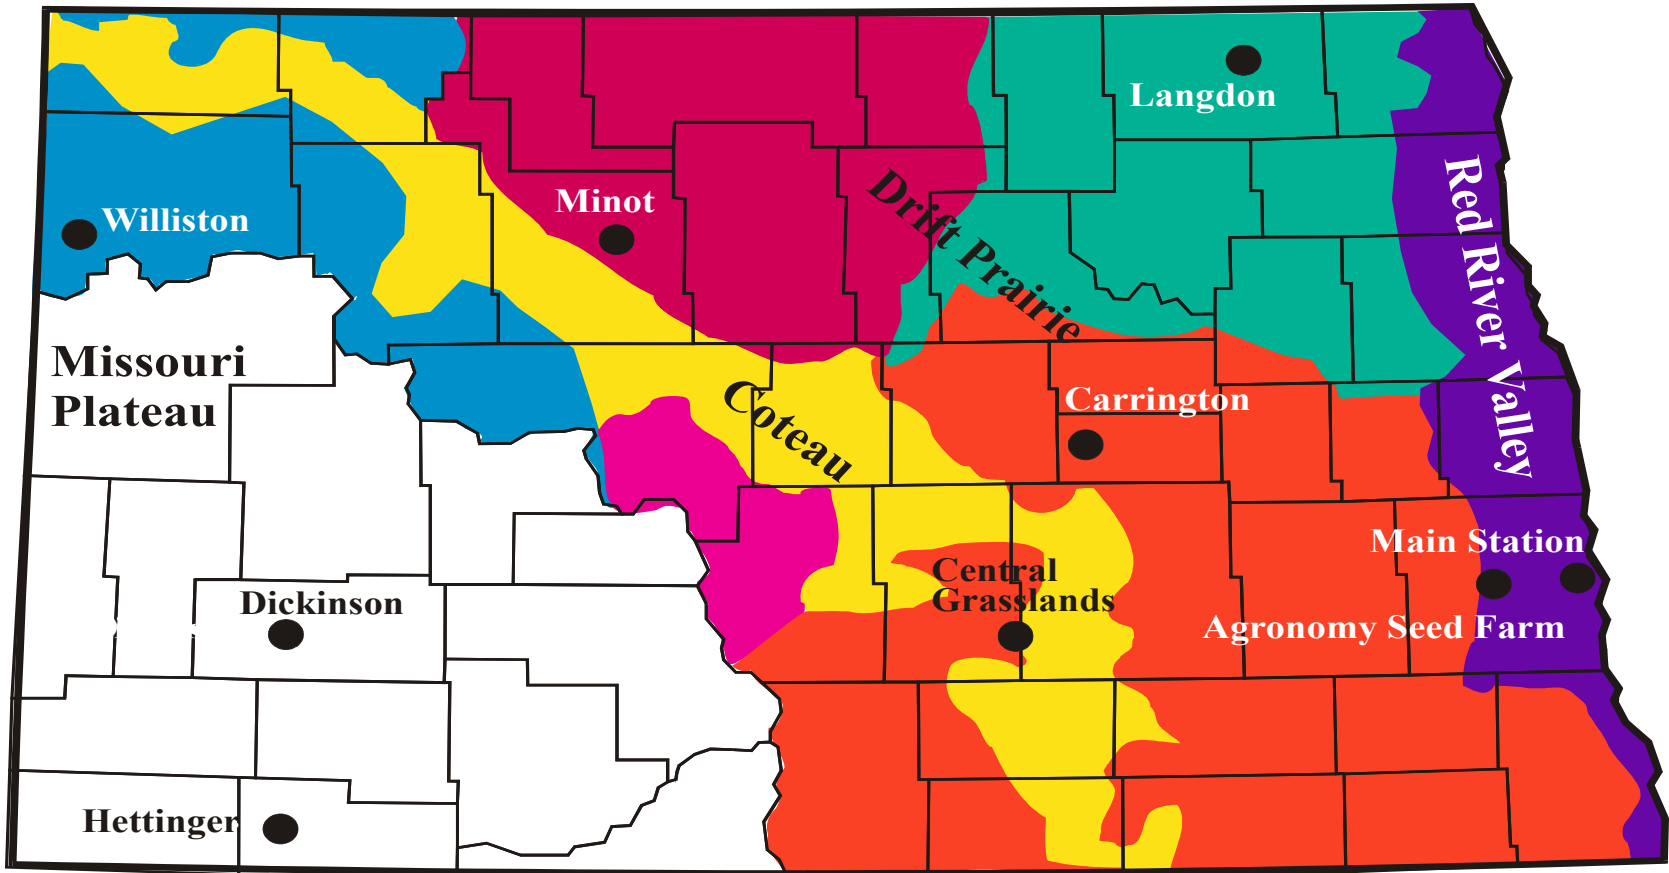 Langdon
Williston
Minot
Drift Prairie
Red River Valley
Missouri
Plateau
Coteau
Carrington
Main Station
Central
Grasslands
Dickinson
Agronomy Seed Farm
Hettinger